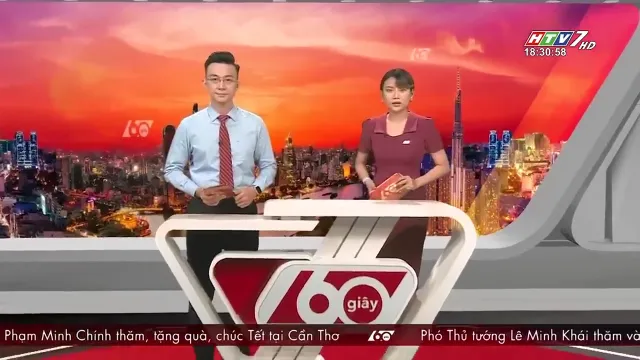 HTV7 HD
18:30:58
60 giây
Phạm Minh Chính thăm, tặng quà, chúc Tết tại Cần Thơ 60 Phó Thủ tướng Lê Minh Khái thăm và